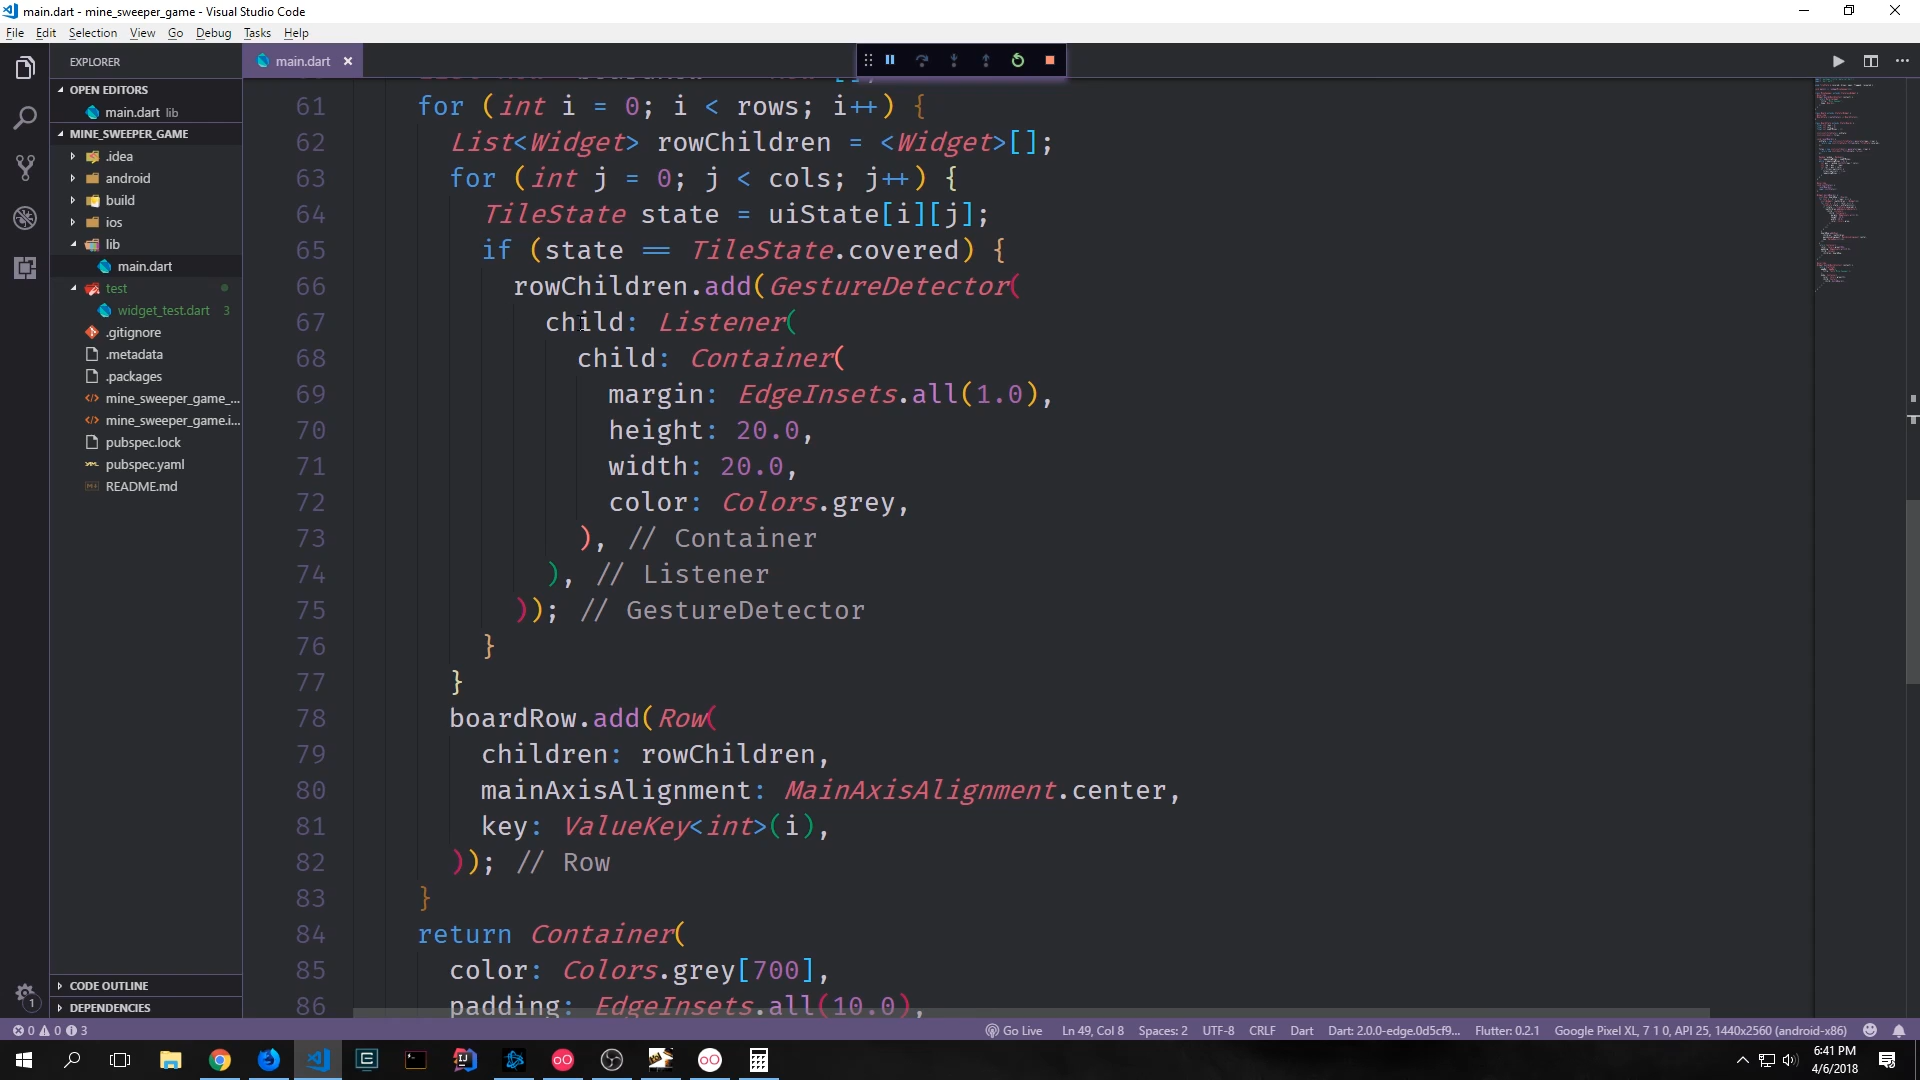 main.dart - mine_sweeper_game - Visual Studio Code
File Edit Selection View Go Debug Tasks Help
EXPLORER
main.dart
OPEN EDITORS
main.dart lib
MINE_SWEEPER_GAME
.idea
android
build
ios
lib
main.dart
test
widget_test.dart 3
.gitignore
.metadata
.packages
mine_sweeper_game_...
mine_sweeper_game.i...
pubspec.lock
pubspec.yaml
README.md
CODE OUTLINE
DEPENDENCIES
61 for (int i = 0; i < rows; i++) {
62 List<Widget> rowChildren = <Widget>[];
63 for (int j = 0; j < cols; j++) {
64 TileState state = uiState[i][j];
65 if (state == TileState.covered) {
66 rowChildren.add(GestureDetector(
67 child: Listener(
68 child: Container(
69 margin: EdgeInsets.all(1.0),
70 height: 20.0,
71 width: 20.0,
72 color: Colors.grey,
73 ), // Container
74 ), // Listener
75 )); // GestureDetector
76 }
77 }
78 boardRow.add(Row(
79 children: rowChildren,
80 mainAxisAlignment: MainAxisAlignment.center,
81 key: ValueKey<int>(i),
82 )); // Row
83 }
84 return Container(
85 color: Colors.grey[700],
86 padding: EdgeInsets.all(10.0),
1
0 0 3
Go Live Ln 49, Col 8 Spaces: 2 UTF-8 CRLF Dart Dart: 2.0.0-edge.0d5cf9... Flutter: 0.2.1 Google Pixel XL, 7 1 0, API 25, 1440x2560 (android-x86)
6:41 PM
4/6/2018